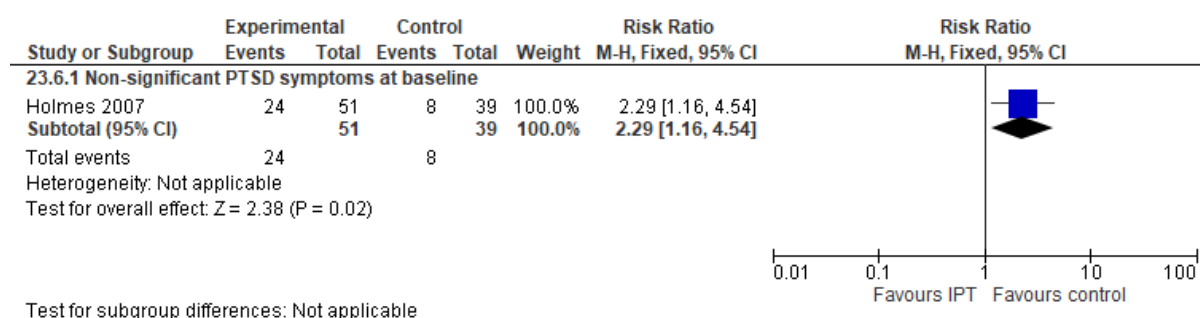 Experimental Control Risk Ratio Risk Ratio
Study or Subgroup Events Total Events Total Weight M-H, Fixed, 95% CI M-H, Fixed, 95% CI
23.6.1 Non-significant PTSD symptoms at baseline
Holmes 2007 24 51 8 39 100.0% 2.29 [1.16, 4.54]
Subtotal (95% CI) 51 39 100.0% 2.29 [1.16, 4.54]
Total events 24 8
Heterogeneity: Not applicable
Test for overall effect: Z = 2.38 (P = 0.02)
0.01 0.1 1 10 100
Favours IPT Favours control
Test for subgroup differences: Not applicable